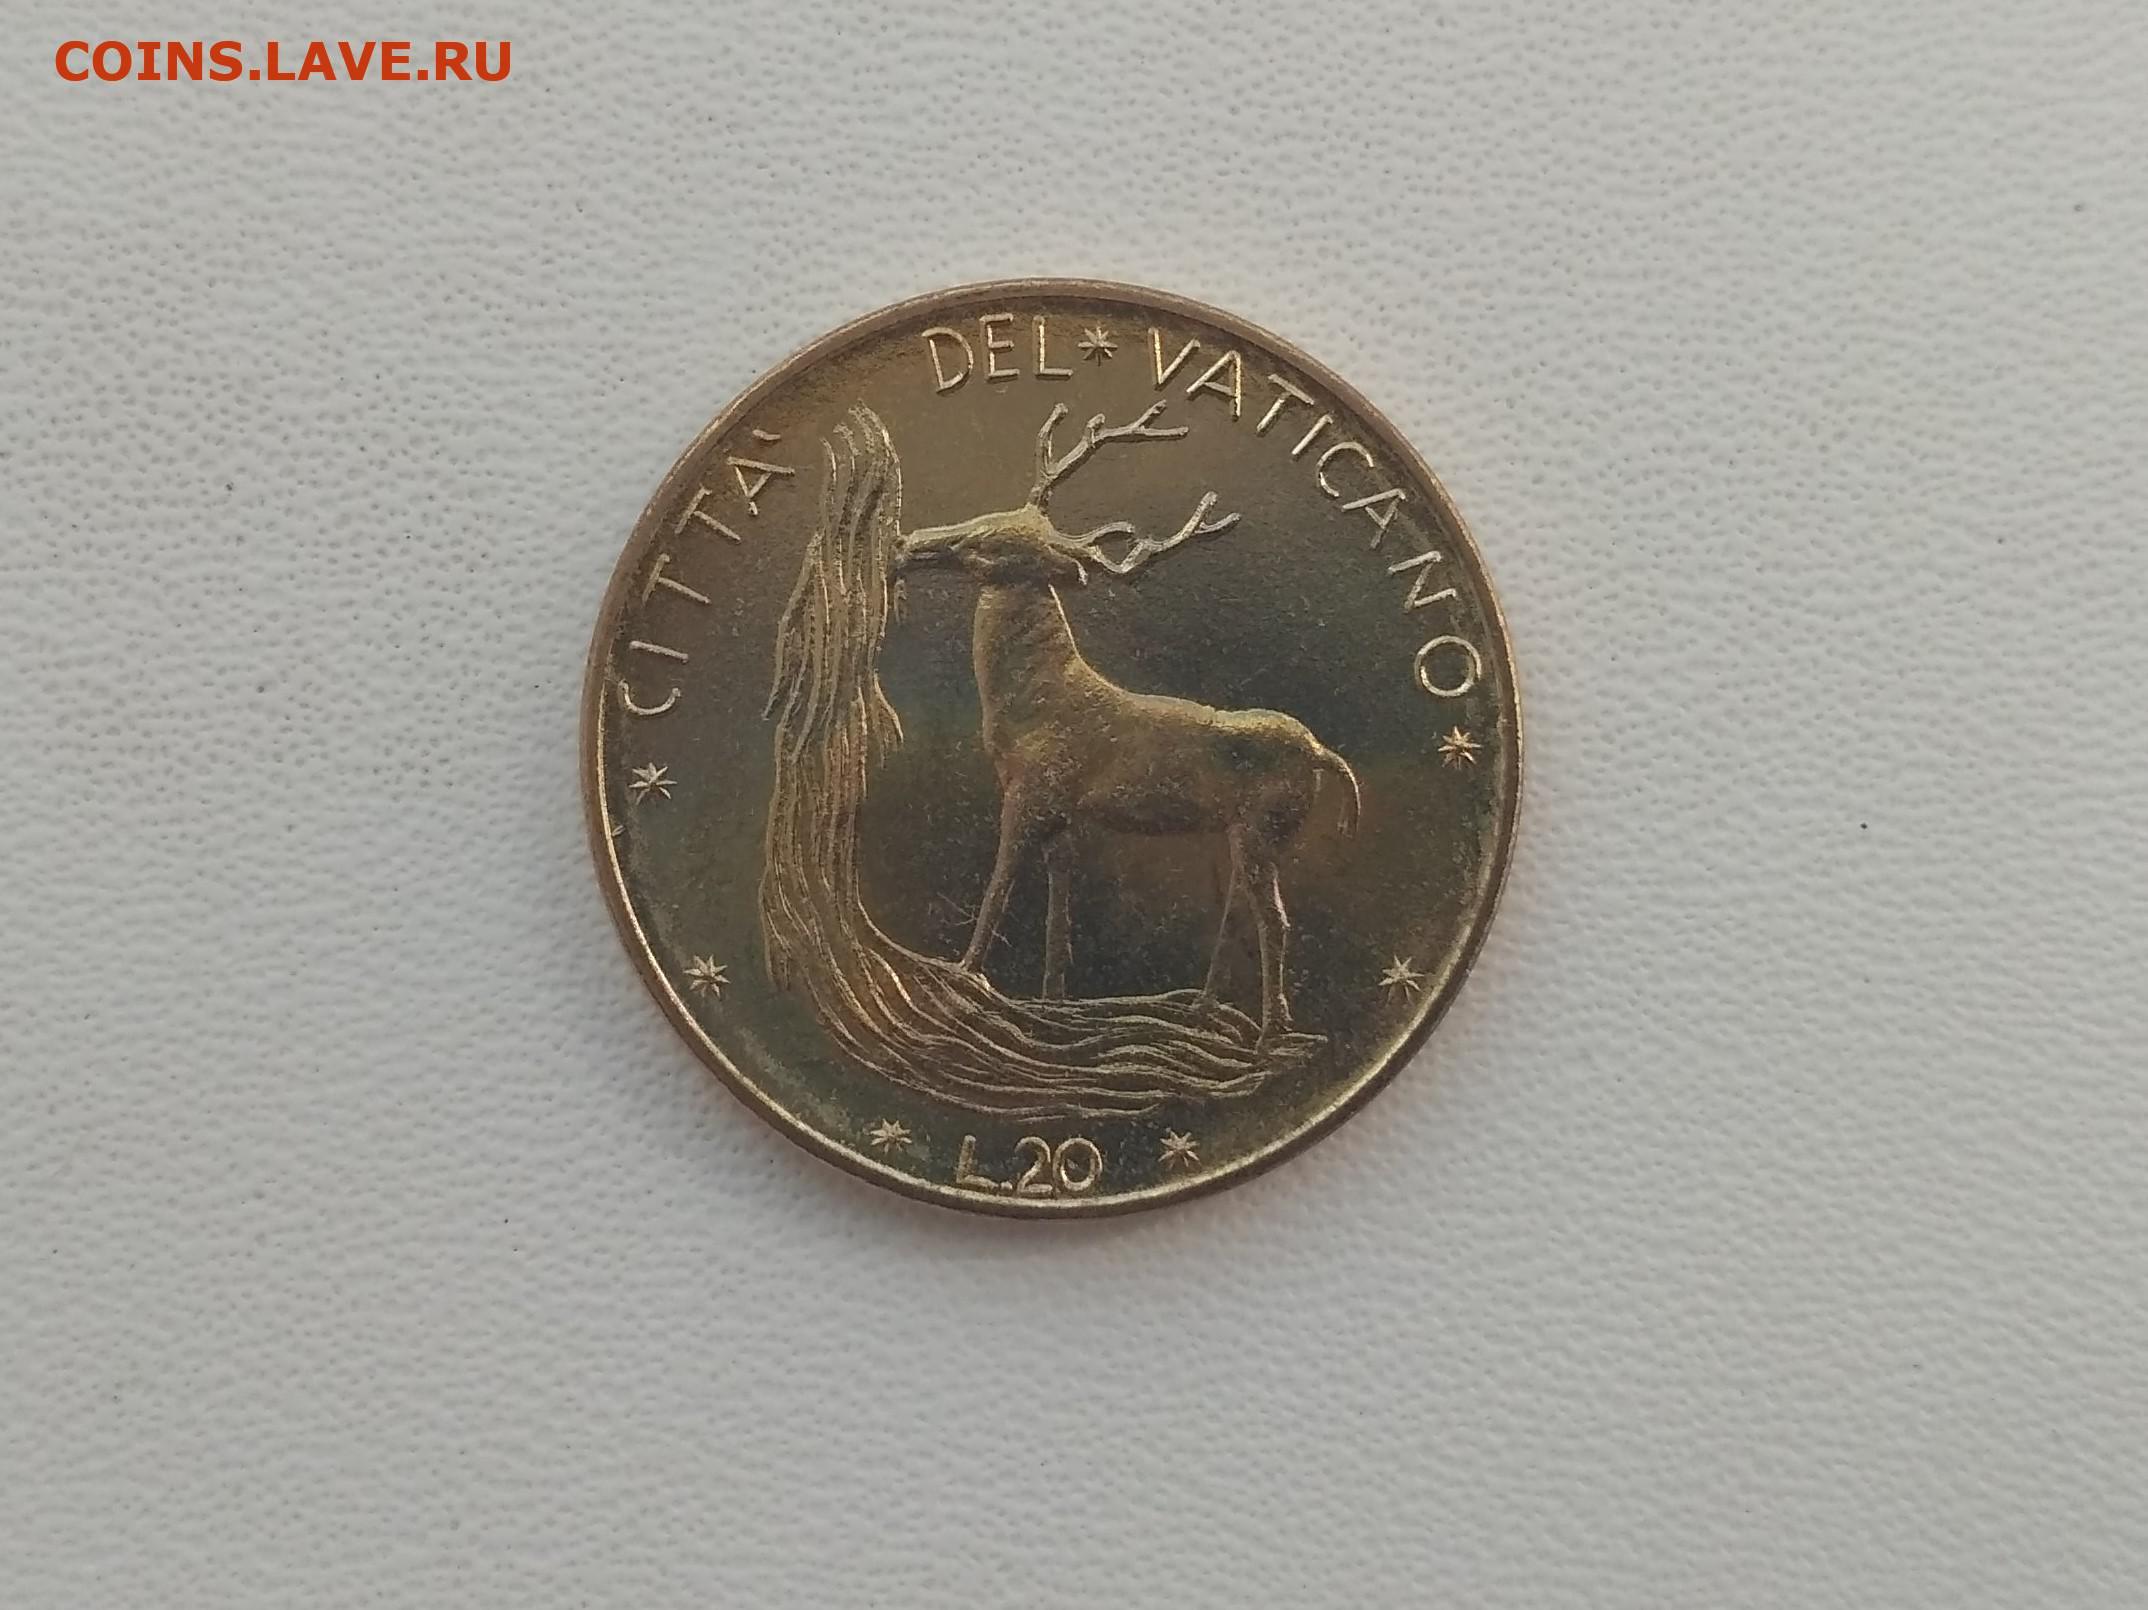 COINS.LAVE.RU
CITTA' DEL * VATICANO
L.20